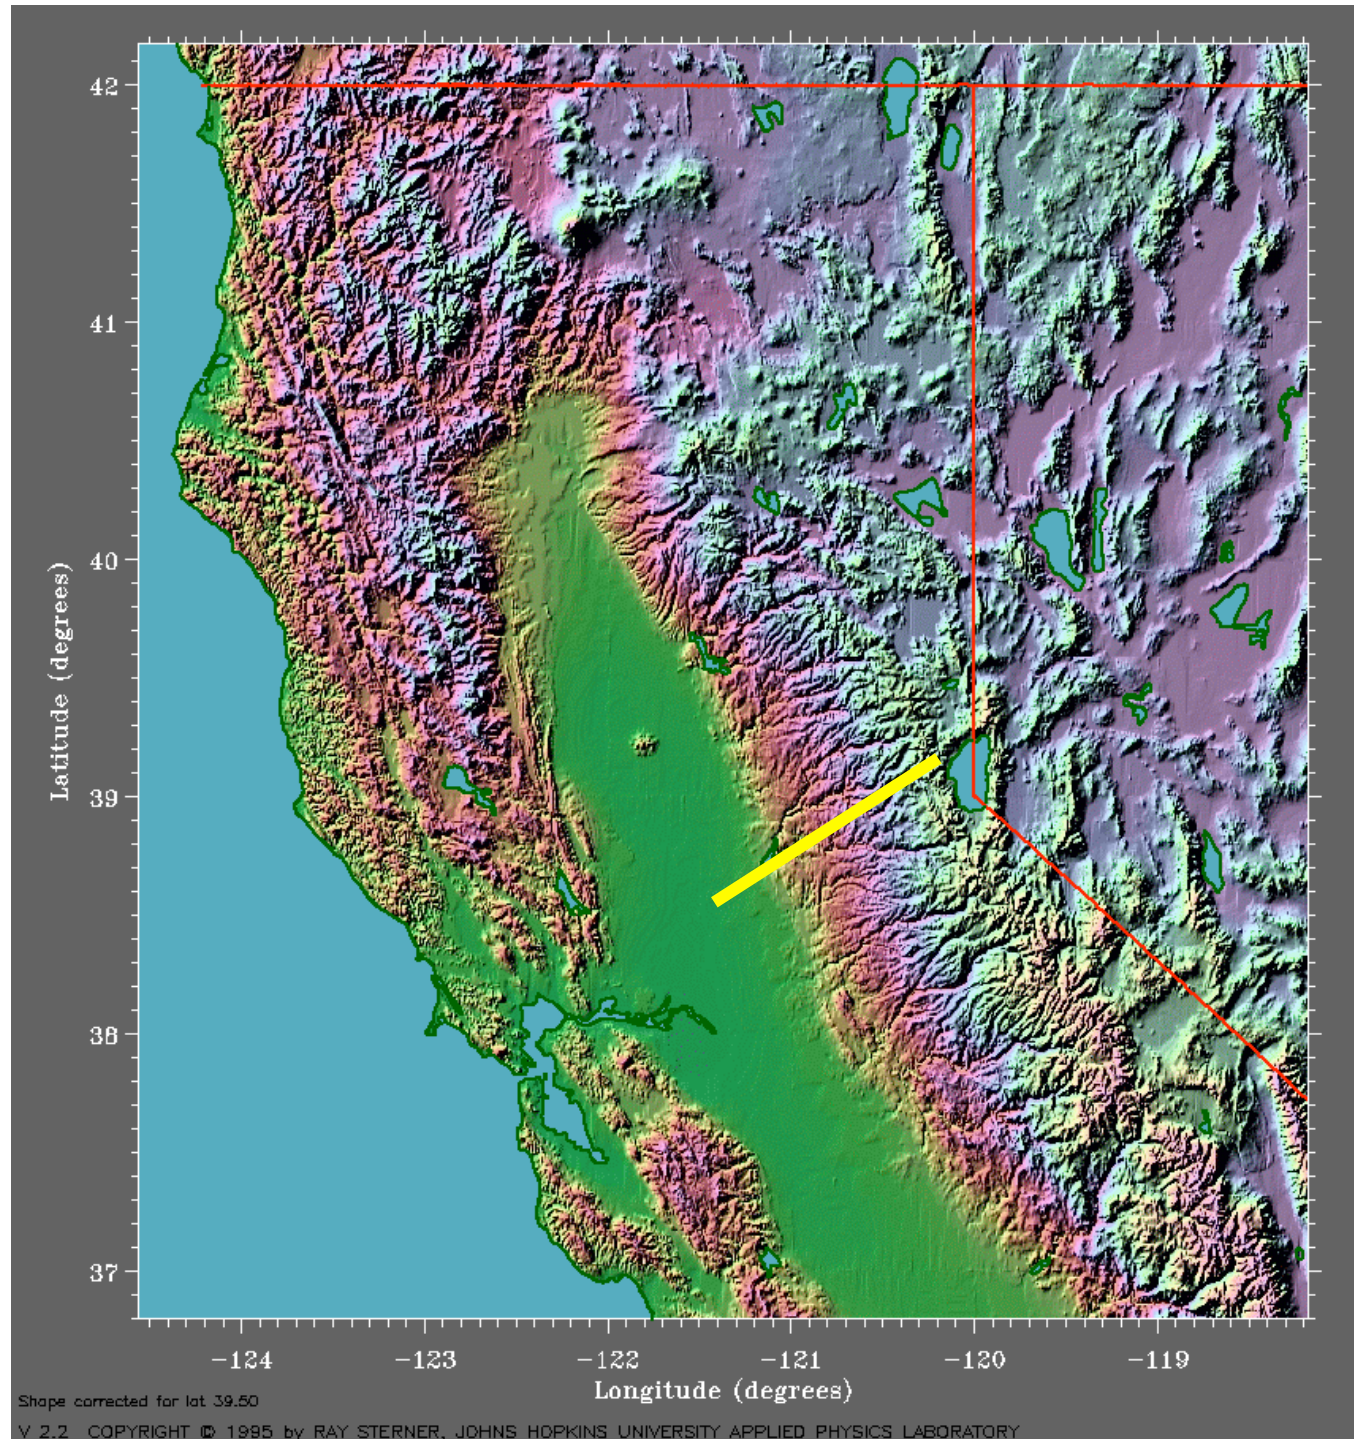 42
41
40
39
38
37
Latitude (degrees)
-124 -123 -122 -121 -120 -119
Longitude (degrees)
Shape corrected for lat 39.50
V 2.2 COPYRIGHT © 1995 by RAY STERNER, JOHNS HOPKINS UNIVERSITY APPLIED PHYSICS LABORATORY